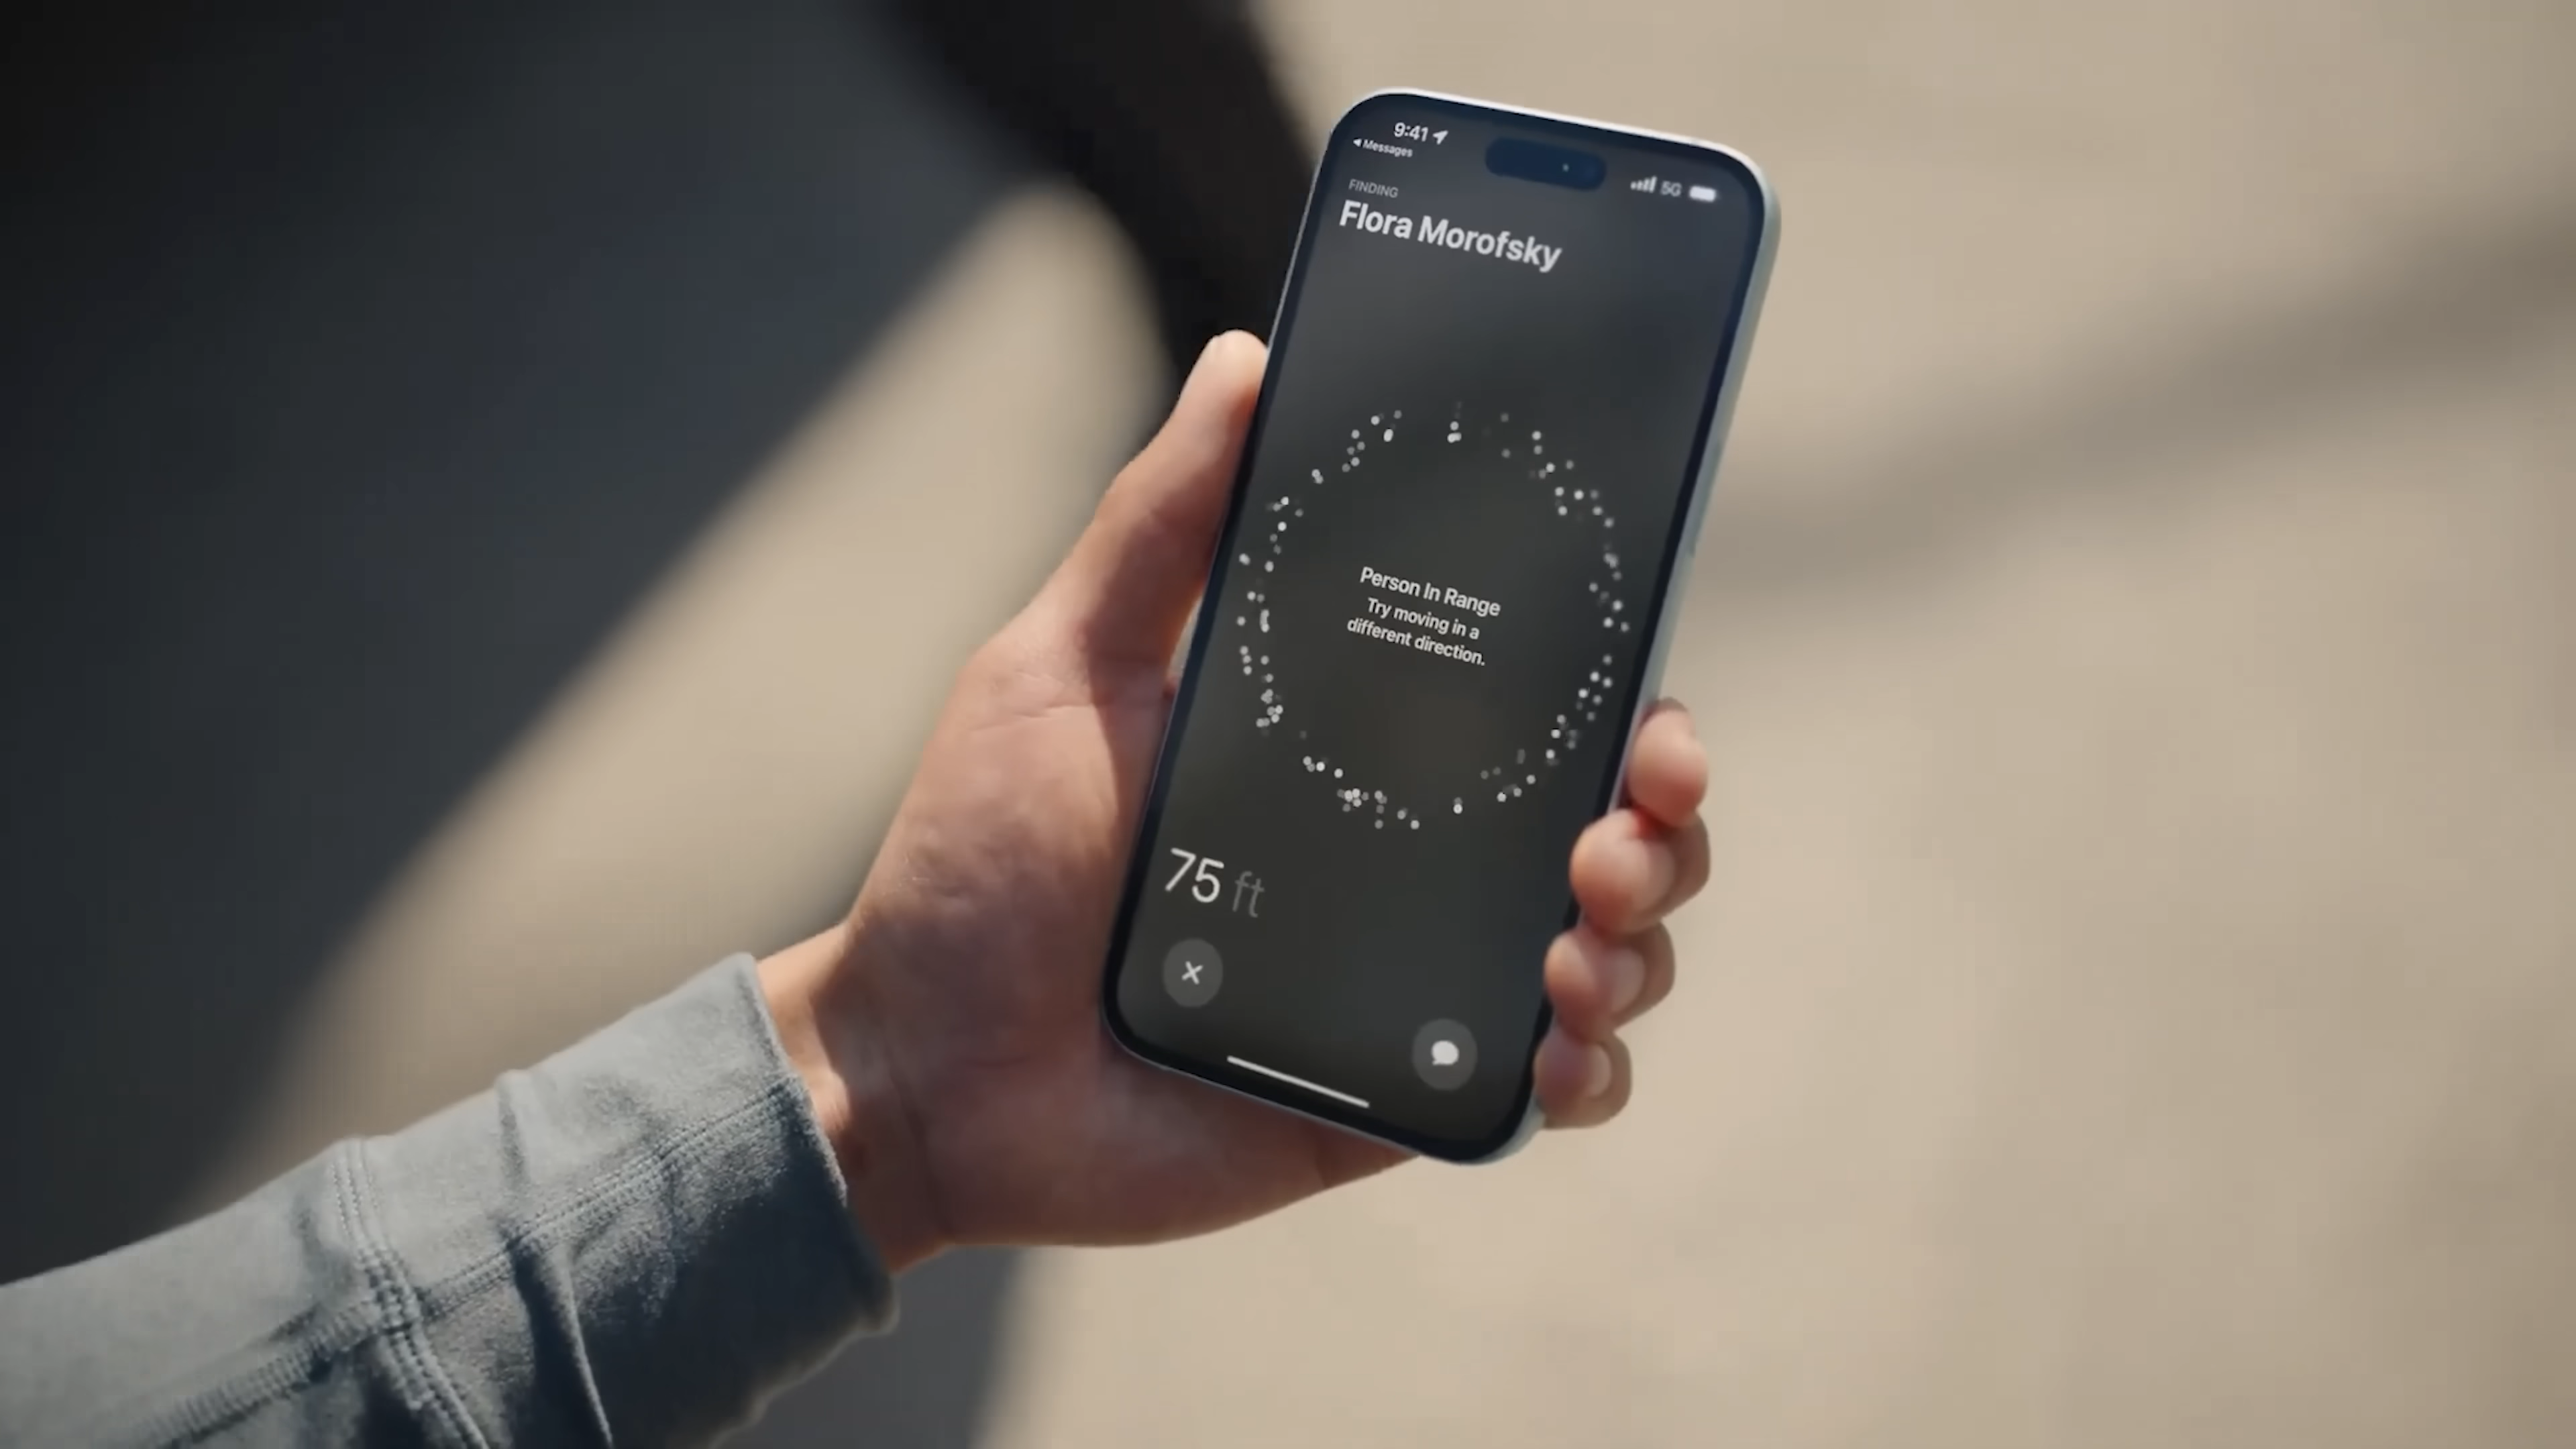 9:41
Messages
5G
FINDING
Flora Morofsky
Person In Range
Try moving in a
different direction.
75 ft